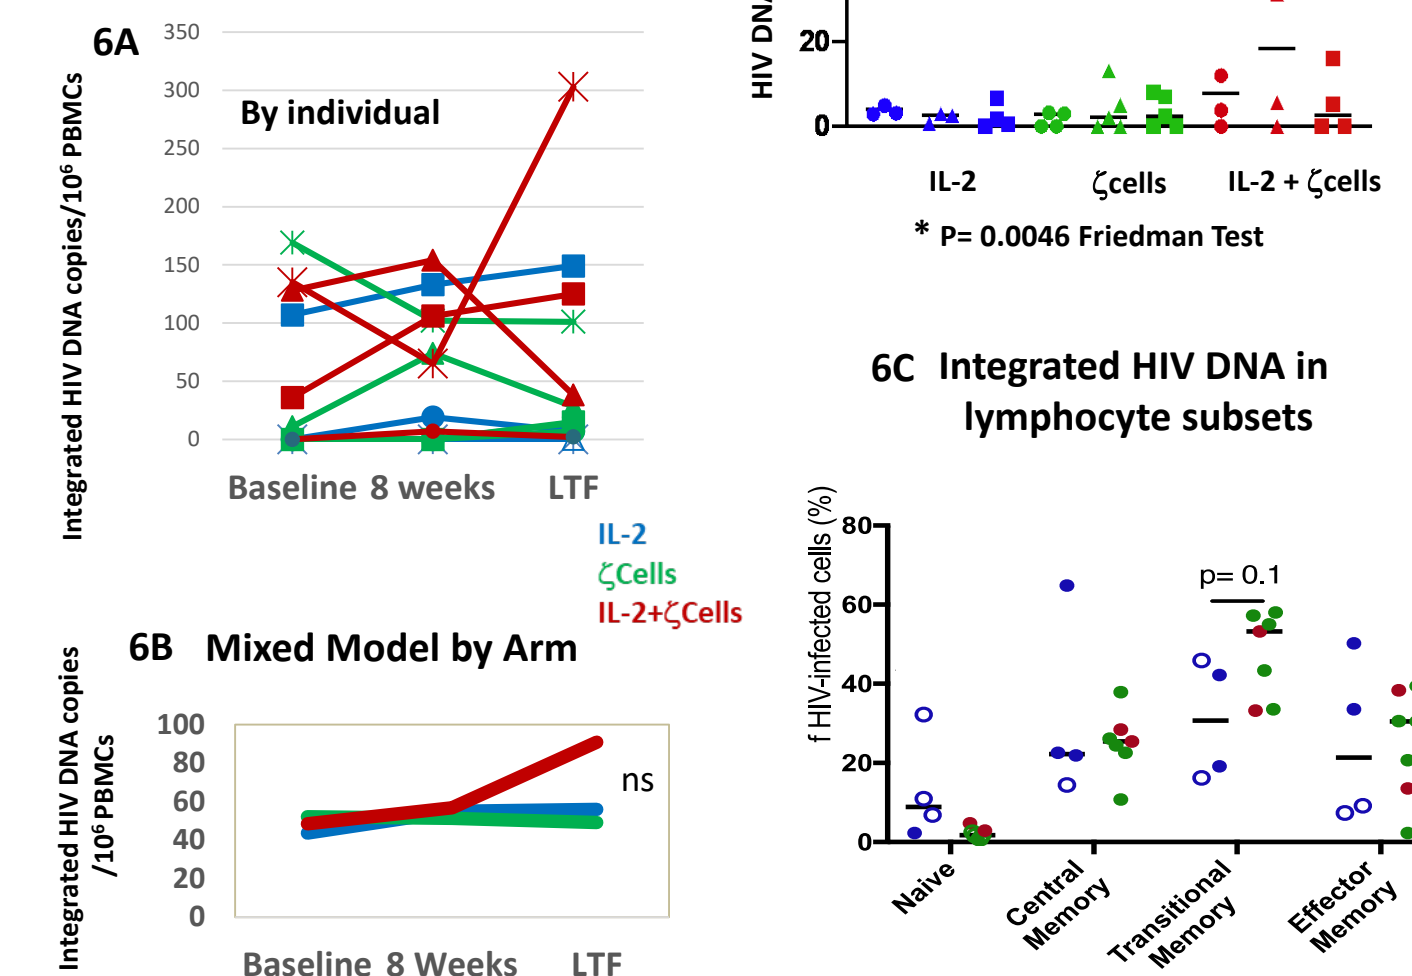 6A
350
300
250
200
150
100
50
0
By individual
Integrated HIV DNA copies/10⁶ PBMCs
Baseline 8 weeks LTF
IL-2
ζCells
IL-2+ζCells
6B Mixed Model by Arm
Integrated HIV DNA copies
/10⁶ PBMCs
100
80
60
40
20
0
ns
Baseline 8 Weeks LTF
HIV DNA
20
0
IL-2 ζcells IL-2 + ζcells
* P= 0.0046 Friedman Test
6C Integrated HIV DNA in
lymphocyte subsets
f HIV-infected cells (%)
80
60
40
20
0
p= 0.1
Naive
Central
Memory
Transitional
Memory
Effector
Memory